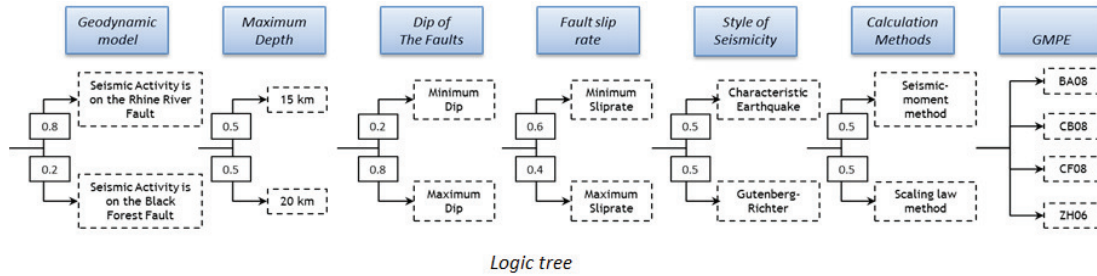 Geodynamic
model
Maximum
Depth
Dip of
The Faults
Fault slip
rate
Style of
Seismicity
Calculation
Methods
GMPE
Seismic Activity is
on the Rhine River
Fault
0.8
0.2
Seismic Activity is
on the Black
Forest Fault
15 km
0.5
0.5
20 km
Minimum
Dip
0.2
0.8
Maximum
Dip
Minimum
Sliprate
0.6
0.4
Maximum
Sliprate
Characteristic
Earthquake
0.5
0.5
Gutenberg-
Richter
Seismic-
moment
method
0.5
0.5
Scaling law
method
BA08
CB08
CF08
ZH06
Logic tree